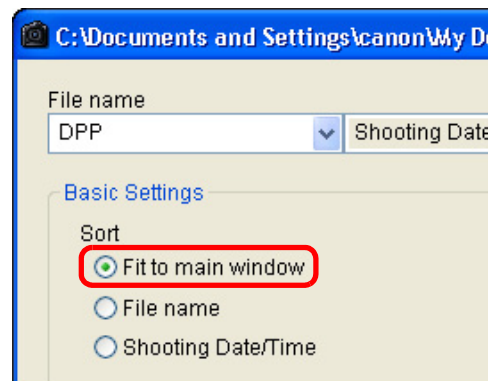 C:\Documents and Settings\canon\My D
File name
DPP Shooting Date
Basic Settings
Sort
Fit to main window
File name
Shooting Date/Time